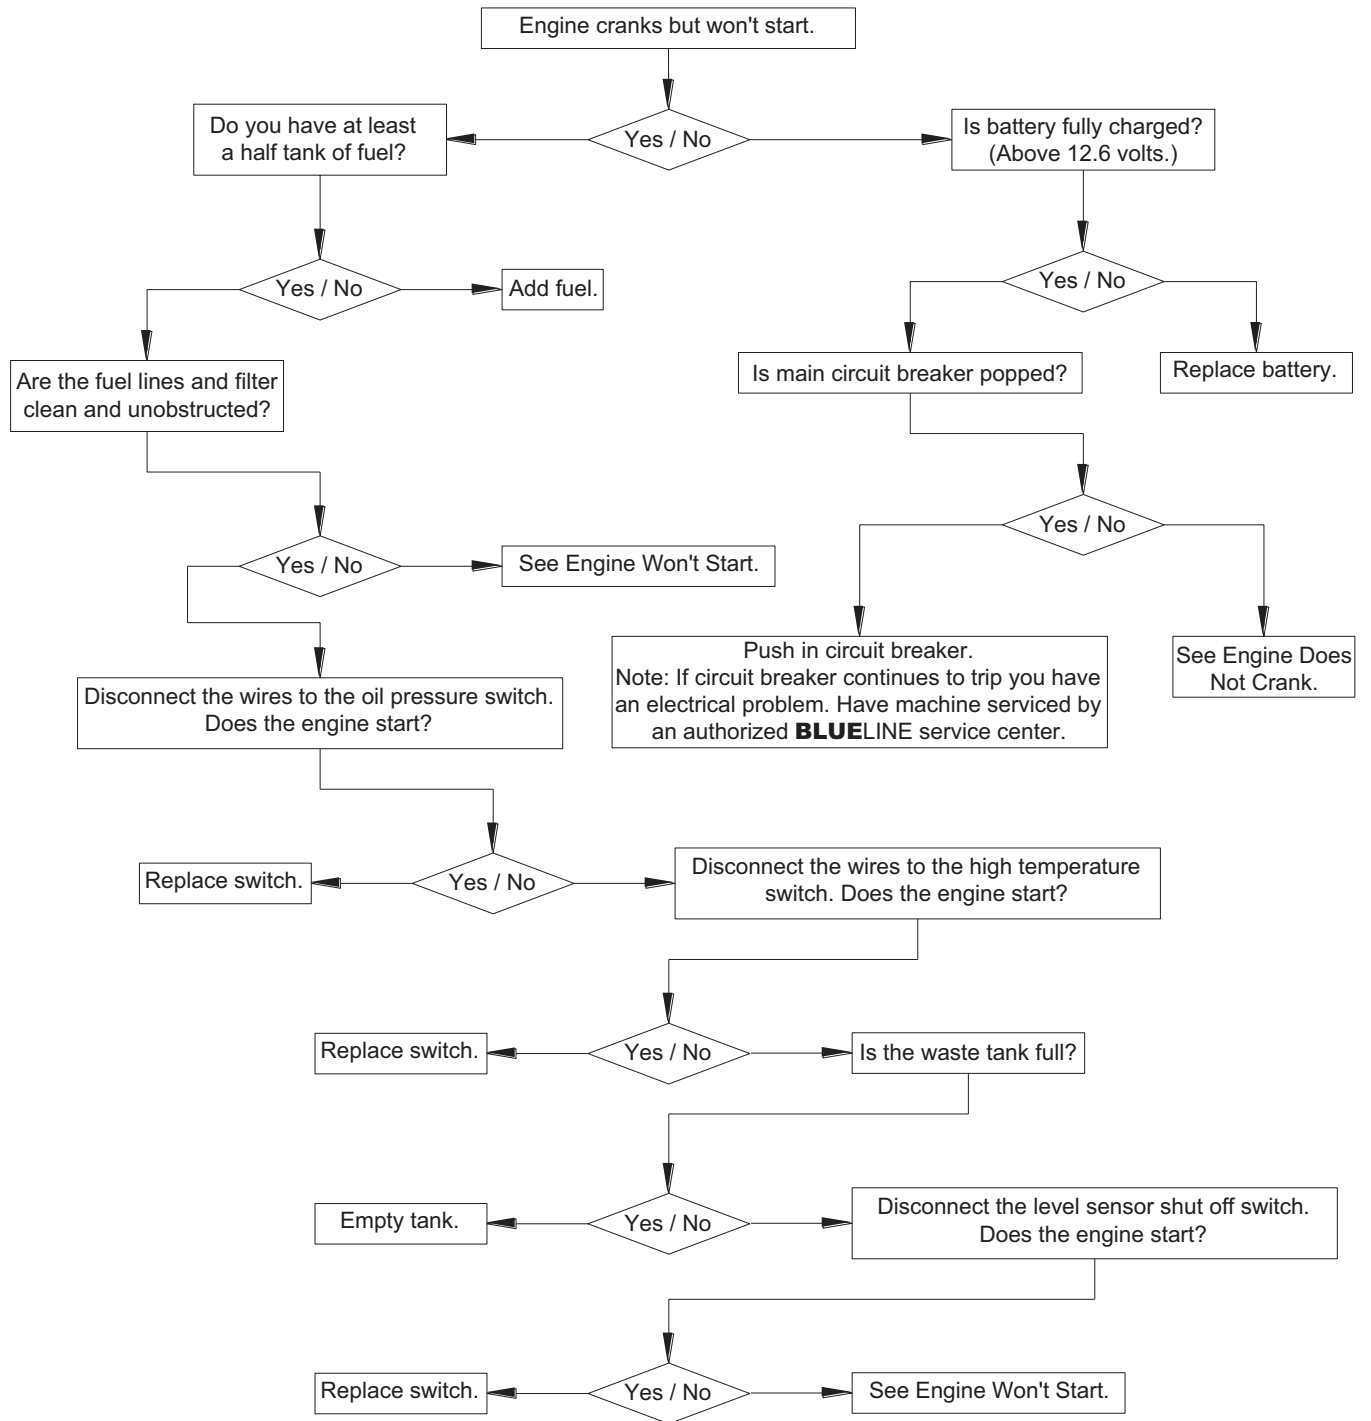 Engine cranks but won't start.
Do you have at least
a half tank of fuel?
Yes / No
Is battery fully charged?
(Above 12.6 volts.)
Yes / No
Add fuel.
Yes / No
Are the fuel lines and filter
clean and unobstructed?
Is main circuit breaker popped?
Replace battery.
Yes / No
Yes / No
See Engine Won't Start.
Push in circuit breaker.
Note: If circuit breaker continues to trip you have
an electrical problem. Have machine serviced by
an authorized BLUELINE service center.
See Engine Does
Not Crank.
Disconnect the wires to the oil pressure switch.
Does the engine start?
Replace switch.
Yes / No
Disconnect the wires to the high temperature
switch. Does the engine start?
Replace switch.
Yes / No
Is the waste tank full?
Empty tank.
Yes / No
Disconnect the level sensor shut off switch.
Does the engine start?
Replace switch.
Yes / No
See Engine Won't Start.